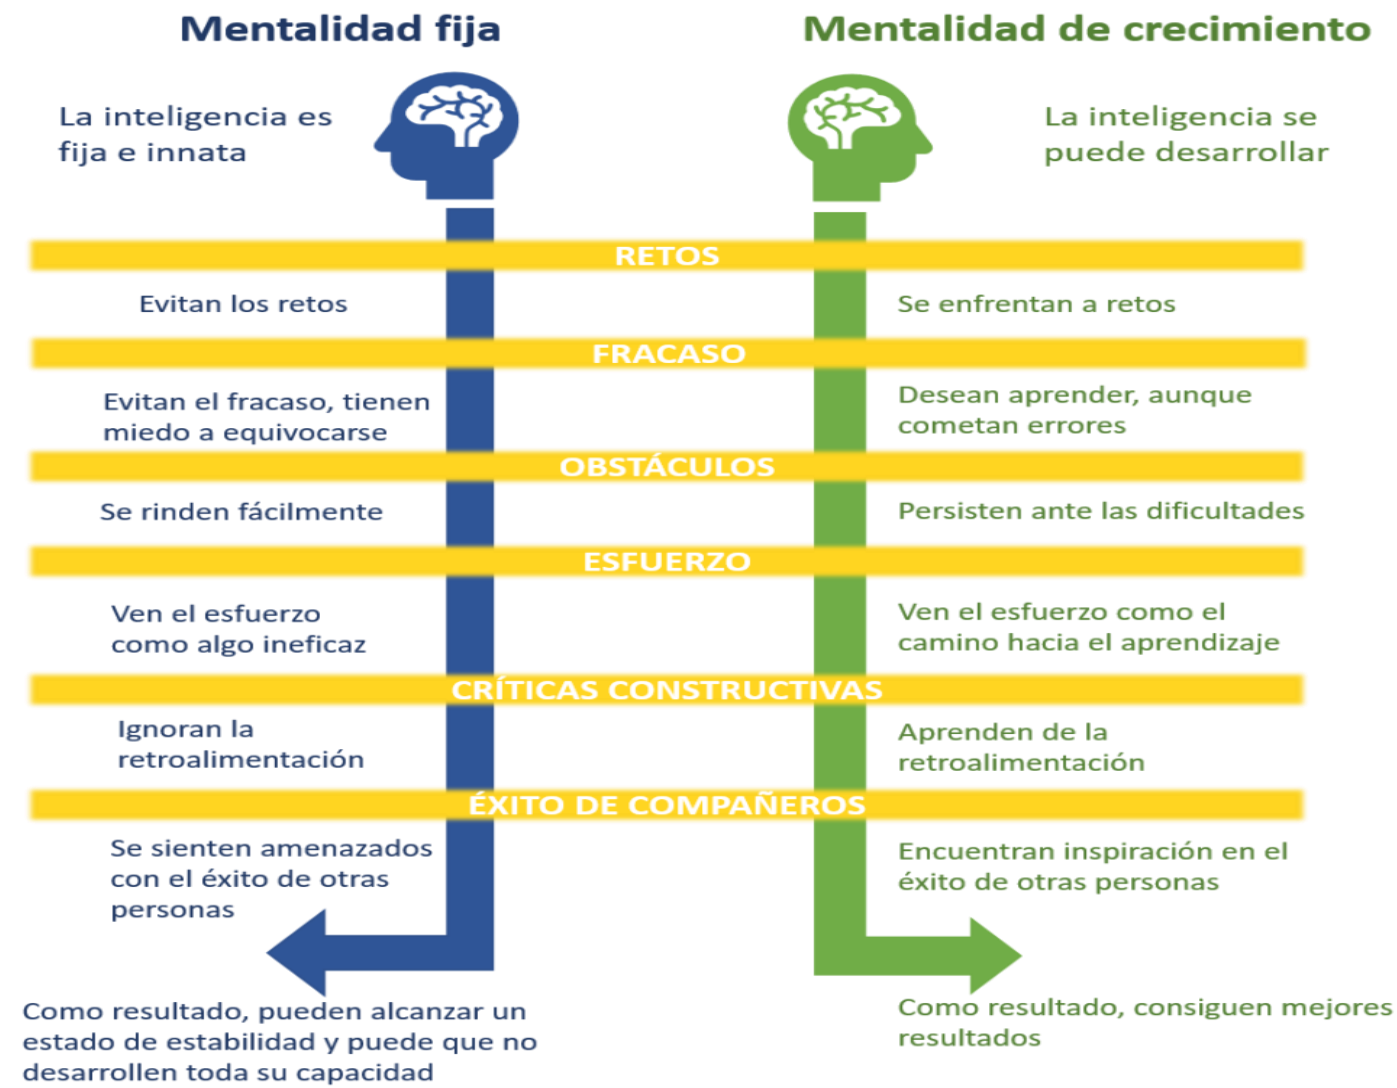 Mentalidad fija
Mentalidad de crecimiento
La inteligencia es
fija e innata
La inteligencia se
puede desarrollar
RETOS
Evitan los retos
Se enfrentan a retos
FRACASO
Evitan el fracaso, tienen
miedo a equivocarse
Desean aprender, aunque
cometan errores
OBSTÁCULOS
Se rinden fácilmente
Persisten ante las dificultades
ESFUERZO
Ven el esfuerzo
como algo ineficaz
Ven el esfuerzo como el
camino hacia el aprendizaje
CRÍTICAS CONSTRUCTIVAS
Ignoran la
retroalimentación
Aprenden de la
retroalimentación
ÉXITO DE COMPAÑEROS
Se sienten amenazados
con el éxito de otras
personas
Encuentran inspiración en el
éxito de otras personas
Como resultado, pueden alcanzar un
estado de estabilidad y puede que no
desarrollen toda su capacidad
Como resultado, consiguen mejores
resultados